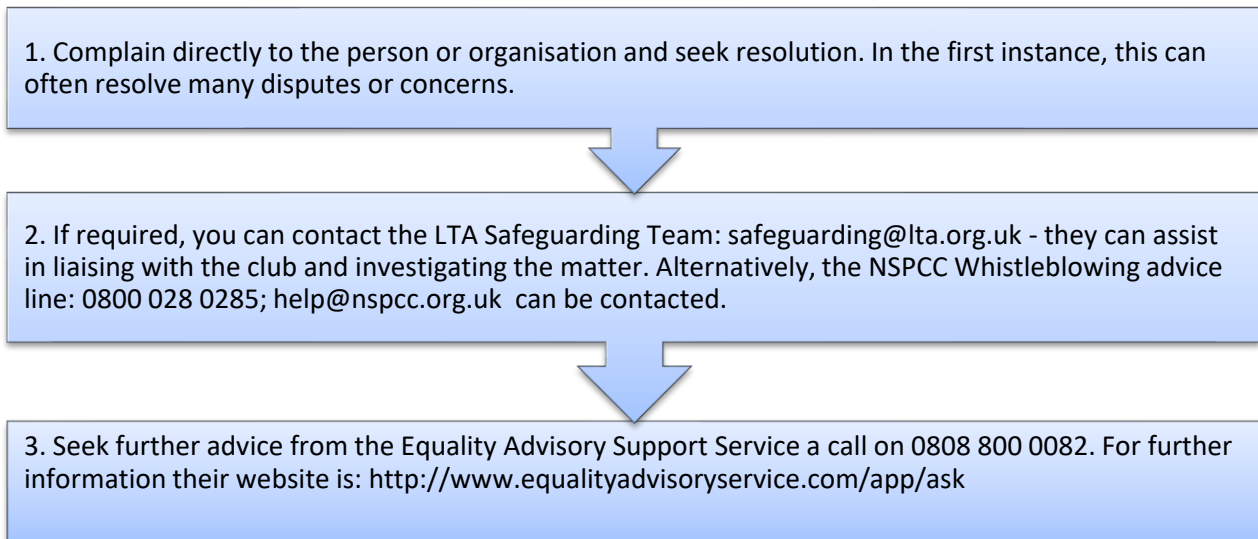 1. Complain directly to the person or organisation and seek resolution. In the first instance, this can
often resolve many disputes or concerns.
2. If required, you can contact the LTA Safeguarding Team: safeguarding@lta.org.uk - they can assist
in liaising with the club and investigating the matter. Alternatively, the NSPCC Whistleblowing advice
line: 0800 028 0285; help@nspcc.org.uk  can be contacted.
3. Seek further advice from the Equality Advisory Support Service a call on 0808 800 0082. For further
information their website is: http://www.equalityadvisoryservice.com/app/ask